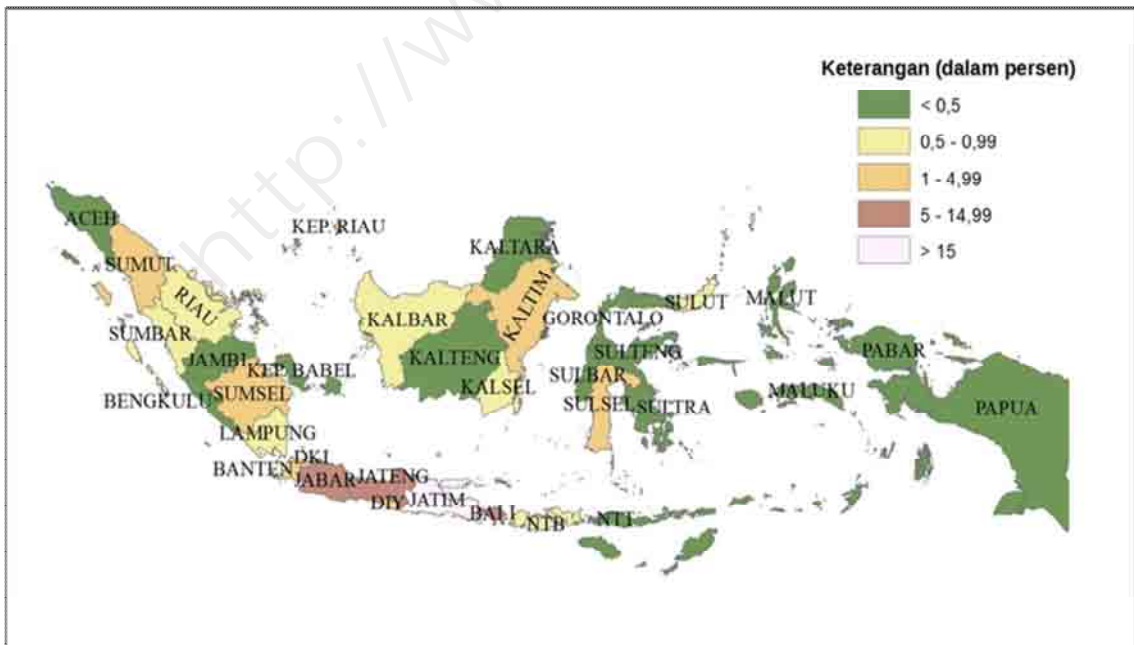 http://w
Keterangan (dalam persen)
< 0,5
0,5 - 0,99
1 - 4,99
5 - 14,99
> 15
ACEH
SUMUT
RIAU
KEP RIAU
SUMBAR
JAMBI
KEP. BABEL
BENGKULU
SUMSEL
LAMPUNG
BANTEN
DKI
JABAR
JATENG
DIY
JATIM
BALI
NTB
NTT
KALTARA
KALBAR
KALTIM
KALTENG
KALSEL
SULUT
GORONTALO
SULTENG
SULBAR
SULSEL
SULTRA
MALUT
MALUKU
PABAR
PAPUA